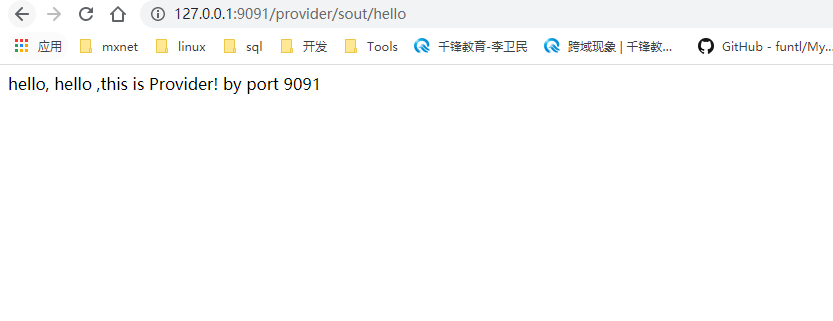 127.0.0.1:9091/provider/sout/hello
应用 mxnet linux sql 开发 Tools 千锋教育-李卫民 跨域现象 | 千锋教... GitHub - funtl/My...
hello, hello ,this is Provider! by port 9091